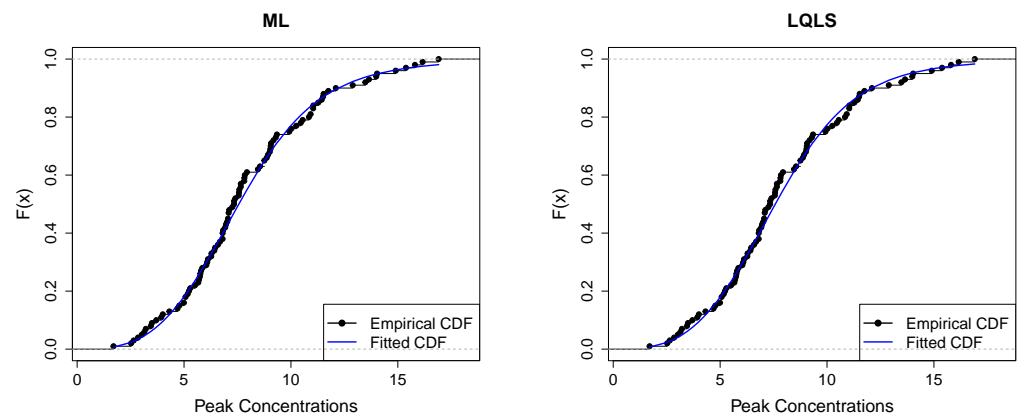 ML
F(x)
0.0 0.2 0.4 0.6 0.8 1.0
0 5 10 15
Peak Concentrations
Empirical CDF
Fitted CDF
LQLS
F(x)
0.0 0.2 0.4 0.6 0.8 1.0
0 5 10 15
Peak Concentrations
Empirical CDF
Fitted CDF